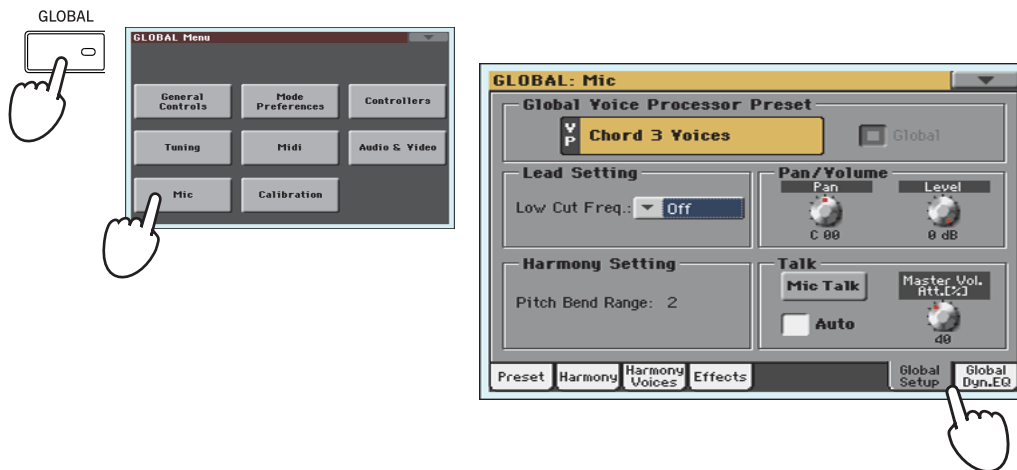 GLOBAL
GLOBAL Menu
General Controls
Mode Preferences
Controllers
Tuning
Midi
Audio & Video
Mic
Calibration
GLOBAL: Mic
Global Voice Processor Preset
VP
Chord 3 Voices
Global
Lead Setting
Low Cut Freq.: Off
Pan/Volume
Pan
Level
C 00
0 dB
Harmony Setting
Pitch Bend Range: 2
Talk
Mic Talk
Master Vol.
Att.[%]
Auto
40
Preset
Harmony
Harmony Voices
Effects
Global Setup
Global Dyn.EQ